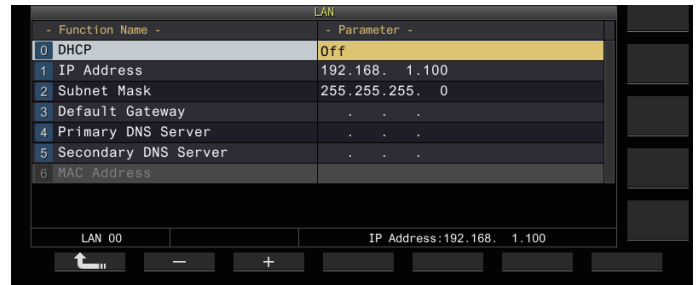 LAN
- Function Name - - Parameter -
0 DHCP Off
1 IP Address 192.168. 1.100
2 Subnet Mask 255.255.255. 0
3 Default Gateway . . .
4 Primary DNS Server . . .
5 Secondary DNS Server . . .
6 MAC Address
LAN 00 IP Address:192.168. 1.100
− +